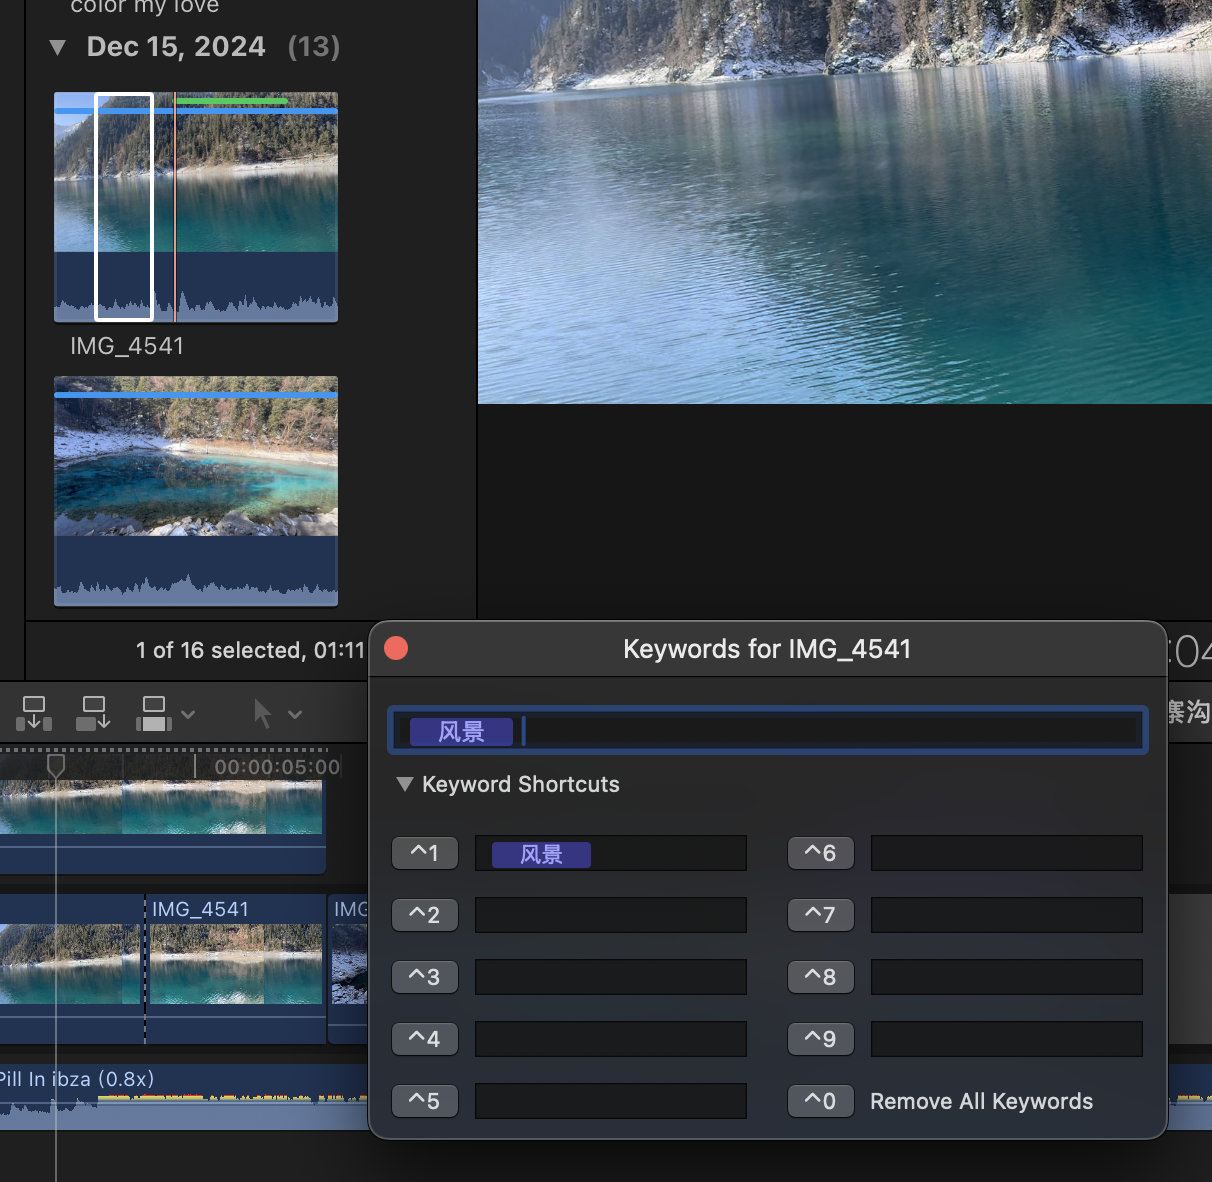 color my love
Dec 15, 2024 (13)
IMG_4541
1 of 16 selected, 01:11
Keywords for IMG_4541
:04
寨沟
风景
00:00:05:00
Keyword Shortcuts
^1 风景 ^6
IMG_4541 IMG
^2 ^7
^3 ^8
^4 ^9
Pill In ibza (0.8x)
^5 ^0 Remove All Keywords